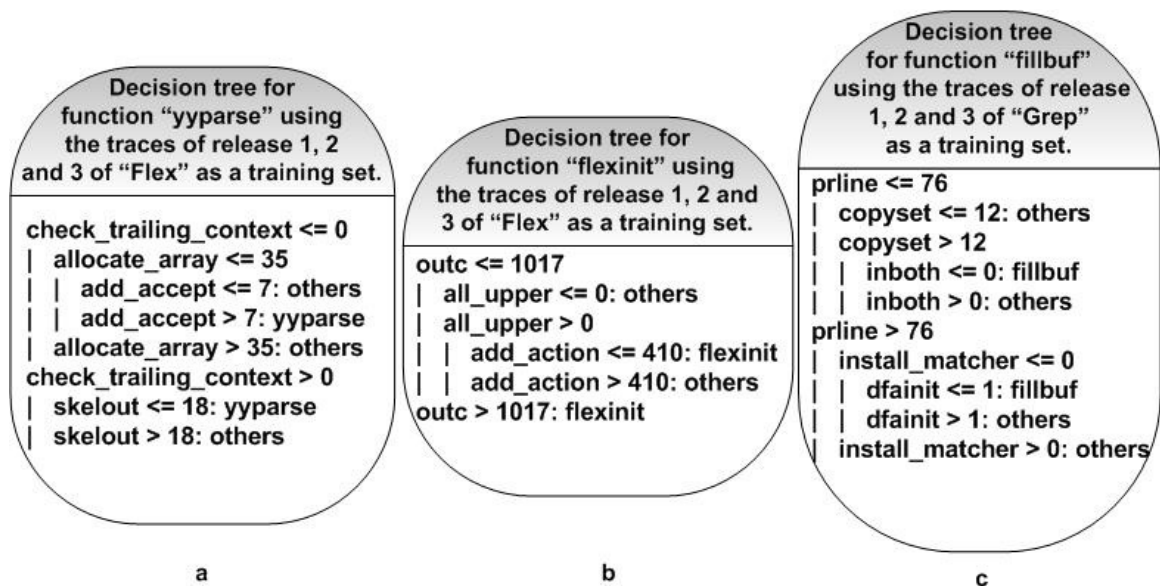 Decision tree for
function “yyparse” using
the traces of release 1, 2
and 3 of “Flex” as a training set.
check_trailing_context <= 0
| allocate_array <= 35
| | add_accept <= 7: others
| | add_accept > 7: yyparse
| allocate_array > 35: others
check_trailing_context > 0
| skelout <= 18: yyparse
| skelout > 18: others
a
Decision tree for
function “flexinit” using
the traces of release 1, 2 and
3 of “Flex” as a training set.
outc <= 1017
| all_upper <= 0: others
| all_upper > 0
| | add_action <= 410: flexinit
| | add_action > 410: others
outc > 1017: flexinit
b
Decision tree
for function “fillbuf”
using the traces of release
1, 2 and 3 of “Grep”
as a training set.
prline <= 76
| copyset <= 12: others
| copyset > 12
| | inboth <= 0: fillbuf
| | inboth > 0: others
prline > 76
| install_matcher <= 0
| | dfainit <= 1: fillbuf
| | dfainit > 1: others
| install_matcher > 0: others
c